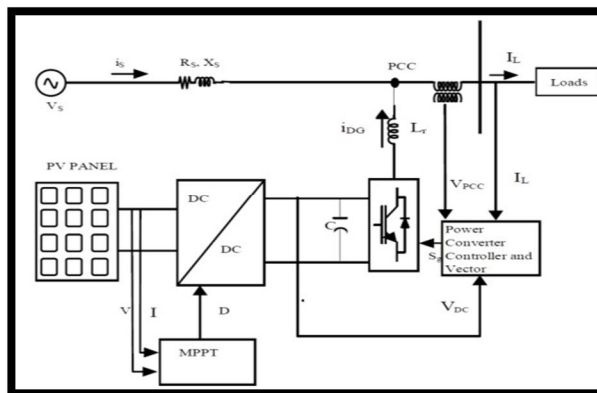 iS
RS, XS
PCC
IL
Loads
VS
iDG
Lr
PV PANEL
VPCC
IL
DC
DC
C
Power
Converter
Controller and
Vector
Sg
V
I
D
VDC
MPPT